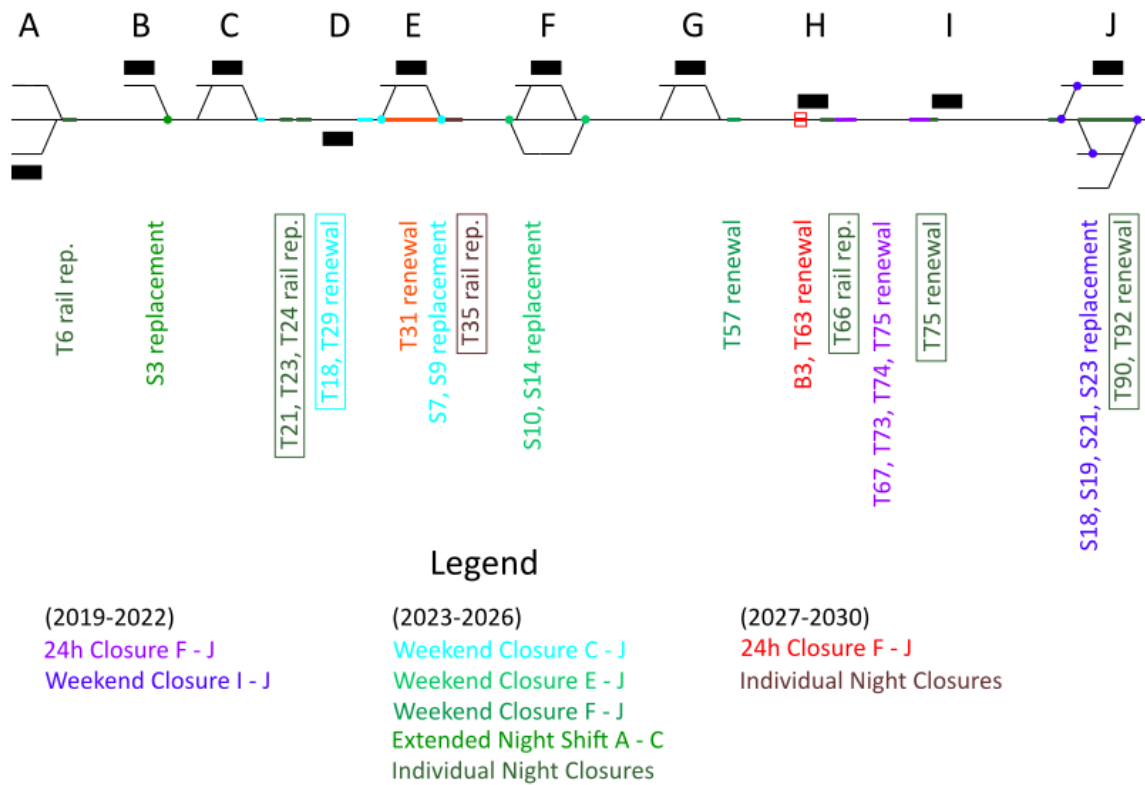 A B C D E F G H I J
T6 rail rep.
S3 replacement
T21, T23, T24 rail rep.
T18, T29 renewal
T31 renewal
S7, S9 replacement
T35 rail rep.
S10, S14 replacement
T57 renewal
B3, T63 renewal
T66 rail rep.
T67, T73, T74, T75 renewal
T75 renewal
S18, S19, S21, S23 replacement
T90, T92 renewal
Legend
(2019-2022)
24h Closure F - J
Weekend Closure I - J
(2023-2026)
Weekend Closure C - J
Weekend Closure E - J
Weekend Closure F - J
Extended Night Shift A - C
Individual Night Closures
(2027-2030)
24h Closure F - J
Individual Night Closures